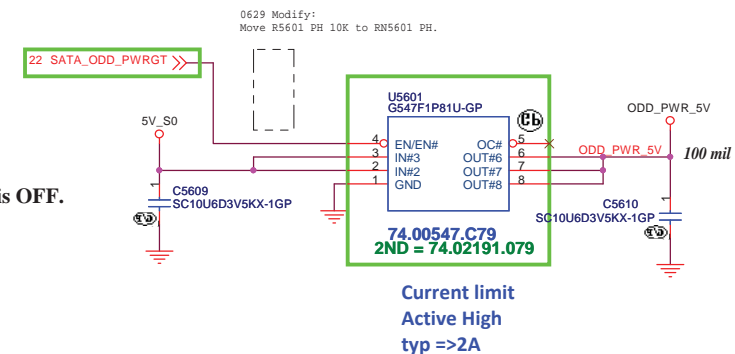 0629 Modify:
Move R5601 PH 10K to RN5601 PH.
22 SATA_ODD_PWRGT
5V_S0
is OFF.
C5609
SC10U6D3V5KX-1GP
1
U5601
G547F1P81U-GP
4 EN/EN# OC# 5
3 IN#3 OUT#6 6
2 IN#2 OUT#7 7
1 GND OUT#8 8
74.00547.C79
2ND = 74.02191.079
ODD_PWR_5V
ODD_PWR_5V
100 mil
C5610
SC10U6D3V5KX-1GP
1
Current limit
Active High
typ =>2A